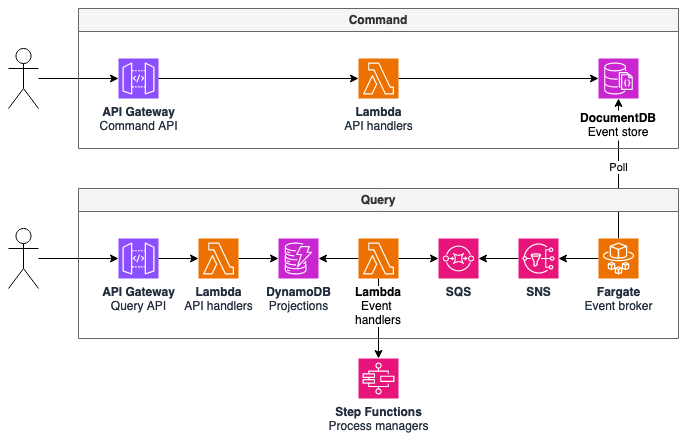 Command
API Gateway
Command API
Lambda
API handlers
DocumentDB
Event store
Poll
Query
API Gateway
Query API
Lambda
API handlers
DynamoDB
Projections
Lambda
Event
handlers
SQS
SNS
Fargate
Event broker
Step Functions
Process managers